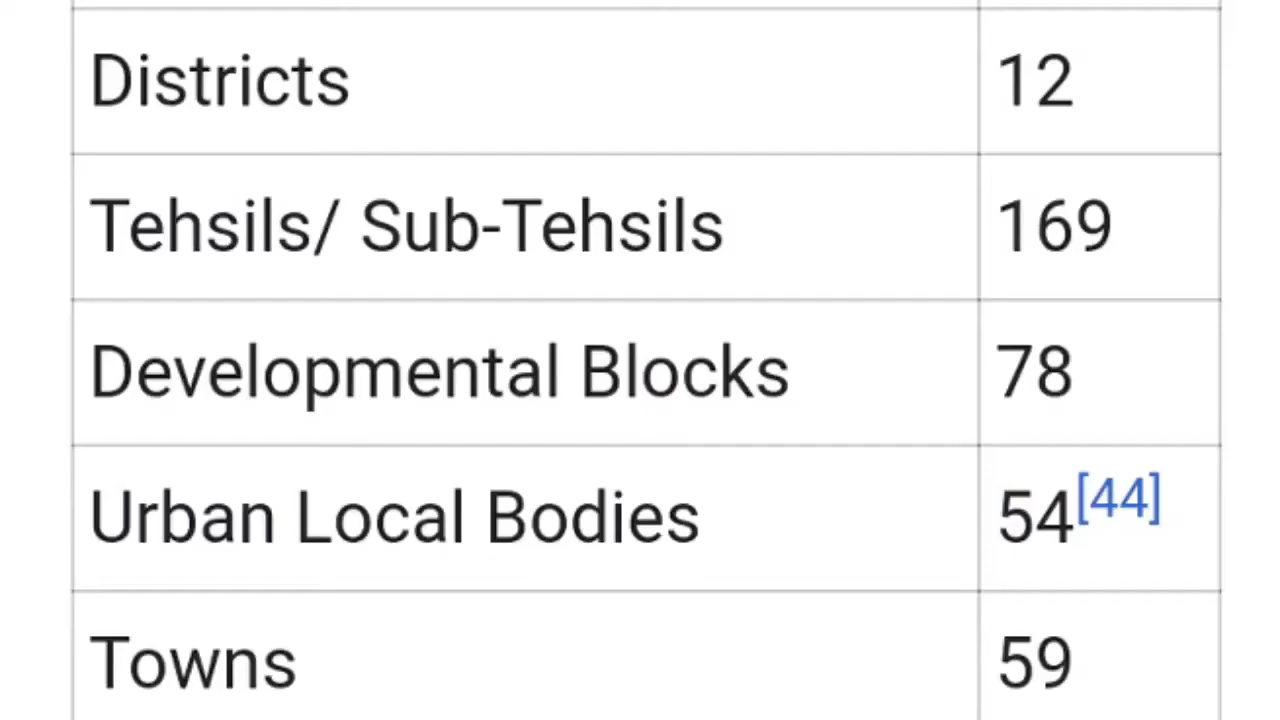 Districts 12
Tehsils/ Sub-Tehsils 169
Developmental Blocks 78
Urban Local Bodies 54[44]
Towns 59